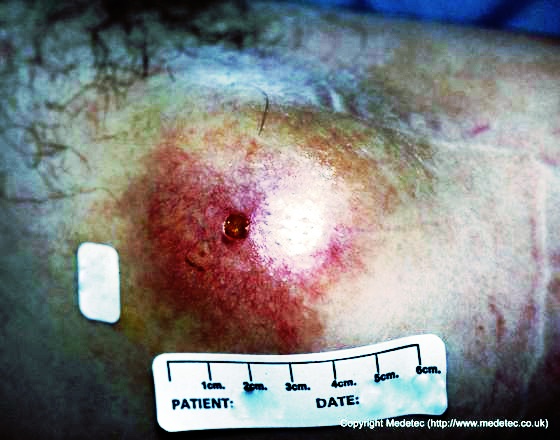 1cm. 2cm. 3cm. 4cm. 5cm. 6cm.
PATIENT: DATE:
Copyright Medetec (http://www.medetec.co.uk)